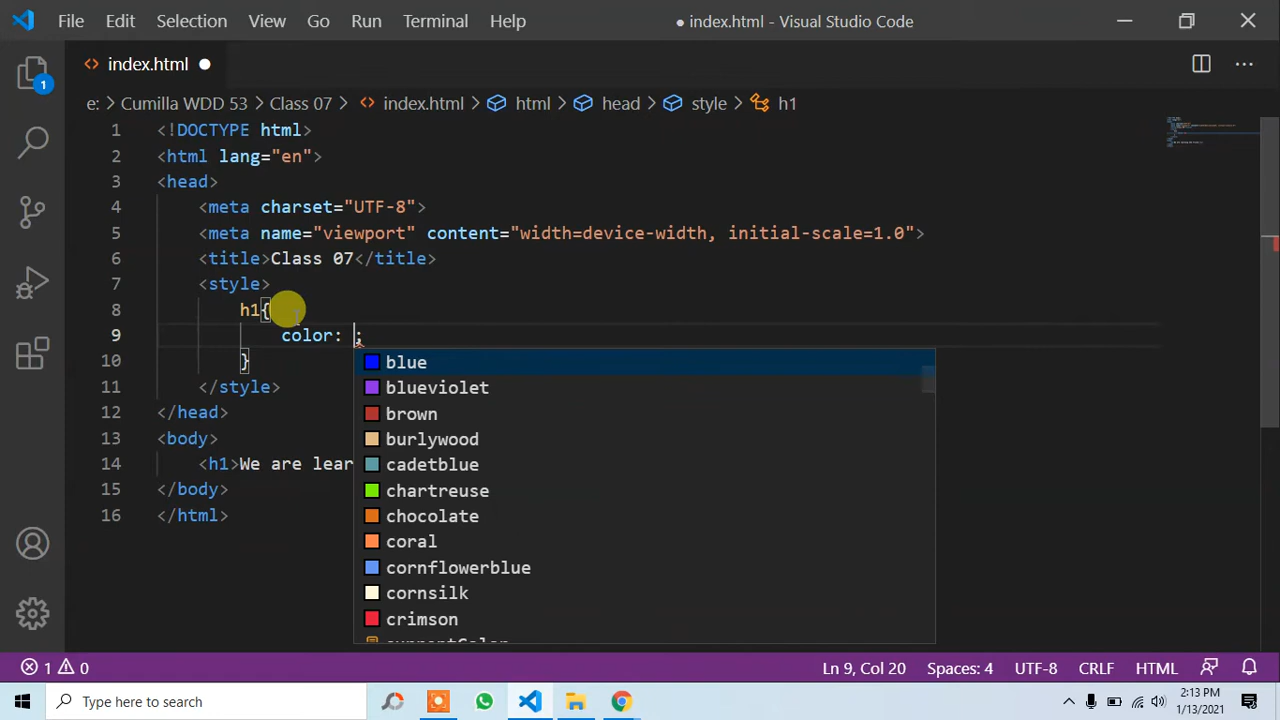 File Edit Selection View Go Run Terminal Help ● index.html - Visual Studio Code
index.html ●
e: > Cumilla WDD 53 > Class 07 > index.html > html > head > style > h1
1 <!DOCTYPE html>
2 <html lang="en">
3 <head>
4 <meta charset="UTF-8">
5 <meta name="viewport" content="width=device-width, initial-scale=1.0">
6 <title>Class 07</title>
7 <style>
8 h1{
9 color: ;
10 }
11 </style>
12 </head>
13 <body>
14 <h1>We are lear
15 </body>
16 </html>
blue
blueviolet
brown
burlywood
cadetblue
chartreuse
chocolate
coral
cornflowerblue
cornsilk
crimson
1
1 0 Ln 9, Col 20 Spaces: 4 UTF-8 CRLF HTML
Type here to search
2:13 PM
1/13/2021